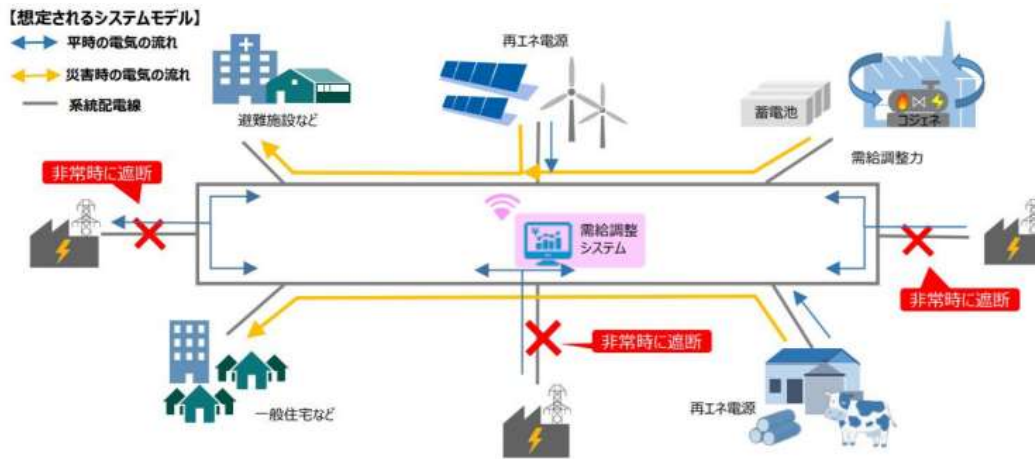 【想定されるシステムモデル】
平時の電気の流れ
災害時の電気の流れ
系統配電線
避難施設など
再エネ電源
蓄電池
コジェネ
需給調整力
非常時に遮断
需給調整
システム
非常時に遮断
非常時に遮断
一般住宅など
再エネ電源